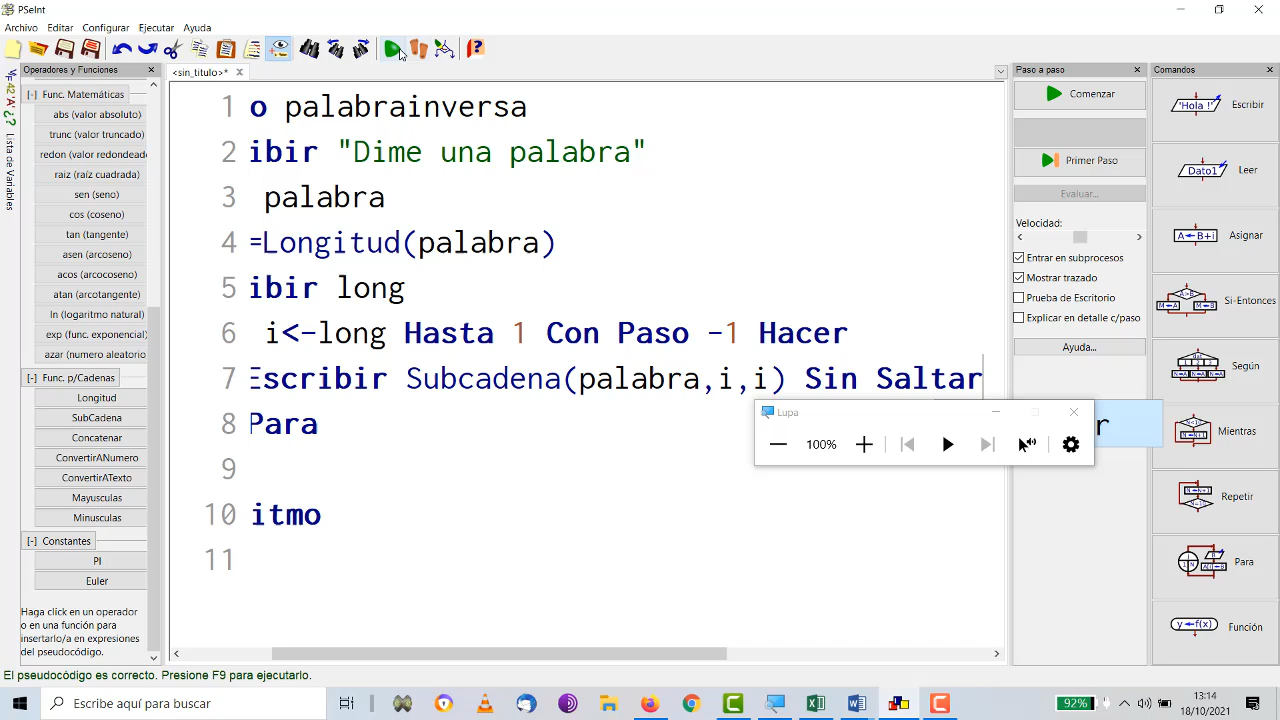 PSeInt
Archivo Editar Configurar Ejecutar Ayuda
Operadores y Funciones
<sin_titulo>*
Paso a paso
Comandos
Lista de Variables
[-] Func. Matemáticas
abs (valor absoluto)
trunc (valor truncado)
redon (valor redondeado
raíz (raíz cuadrada)
sen (seno)
cos (coseno)
tan (tangente)
asen (arcoseno)
acos (arcocoseno)
atan (arcotangente)
ln (logaritmo natural)
exp (func. exponencial)
azar (numero aleatorio)
[-] Func. p/Cadenas
Longitud
SubCadena
Concatenar
ConvertirANumero
ConvertirATexto
Mayusculas
Minusculas
[-] Constantes
PI
Euler
Haga click en un operador
o en una función para
insertarlo/a en expresiones
del pseudocódigo.
1 o palabrainversa
2 ibir "Dime una palabra"
3 palabra
4 =Longitud(palabra)
5 ibir long
6 i<-long Hasta 1 Con Paso -1 Hacer
7 Escribir Subcadena(palabra,i,i) Sin Saltar
8 Para
9
10 itmo
11
Lupa
100%
r
Comenzar
Primer Paso
Evaluar...
Velocidad:
Entrar en subprocesos
Mostrar trazado
Prueba de Escritorio
Explicar en detalle c/paso
Ayuda...
'Hola !' Escribir
Dato1 Leer
A←B+i Asignar
Si-Entonces
Según
Mientras
Repetir
Para
y←f(x) Función
El pseudocódigo es correcto. Presione F9 para ejecutarlo.
Escribe aquí para buscar
92%
13:14
18/10/2021